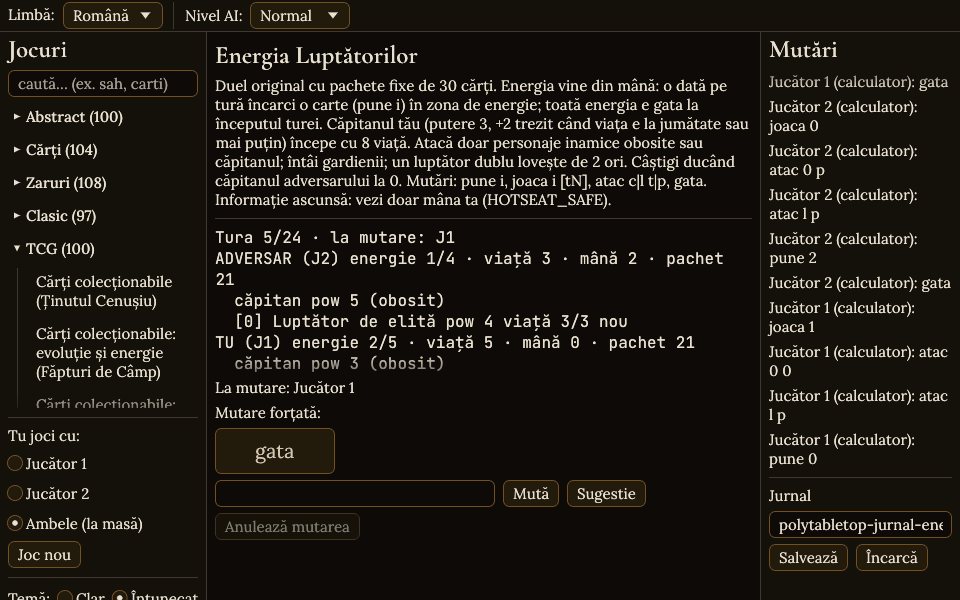 Limbă: Română ▼ Nivel AI: Normal ▼
Jocuri
caută... (ex. sah, carti)
▸ Abstract (100)
▸ Cărți (104)
▸ Zaruri (108)
▸ Clasic (97)
▾ TCG (100)
Cărți colecționabile
(Ținutul Cenușiu)
Cărți colecționabile:
evoluție și energie
(Făpturi de Câmp)
Cărți colecționabile:
Tu joci cu:
Jucător 1
Jucător 2
Ambele (la masă)
Joc nou
Temă: Clar Întunecat
Energia Luptătorilor
Duel original cu pachete fixe de 30 cărți. Energia vine din mână: o dată pe
tură încarci o carte (pune i) în zona de energie; toată energia e gata la
începutul turei. Căpitanul tău (putere 3, +2 trezit când viața e la jumătate sau
mai puțin) începe cu 8 viață. Atacă doar personaje inamice obosite sau
căpitanul; întâi gardienii; un luptător dublu lovește de 2 ori. Câștigi ducând
căpitanul adversarului la 0. Mutări: pune i, joaca i [tN], atac c|l t|p, gata.
Informație ascunsă: vezi doar mâna ta (HOTSEAT_SAFE).
Tura 5/24 · la mutare: J1
ADVERSAR (J2) energie 1/4 · viață 3 · mână 2 · pachet
21
căpitan pow 5 (obosit)
[0] Luptător de elită pow 4 viață 3/3 nou
TU (J1) energie 2/5 · viață 5 · mână 0 · pachet 21
căpitan pow 3 (obosit)
La mutare: Jucător 1
Mutare forțată:
gata
Mută Sugestie
Anulează mutarea
Mutări
Jucător 1 (calculator): gata
Jucător 2 (calculator):
joaca 0
Jucător 2 (calculator):
atac 0 p
Jucător 2 (calculator):
atac l p
Jucător 2 (calculator):
pune 2
Jucător 2 (calculator): gata
Jucător 1 (calculator):
joaca 1
Jucător 1 (calculator): atac
0 0
Jucător 1 (calculator): atac
l p
Jucător 1 (calculator):
pune 0
Jurnal
polytabletop-jurnal-ene
Salvează Încarcă